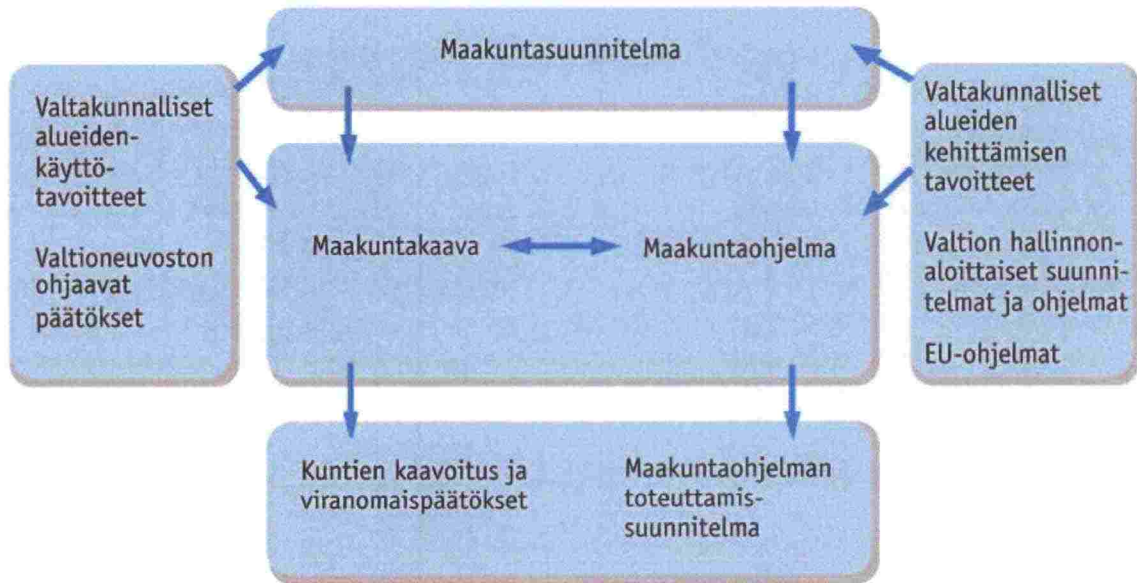 Maakuntasuunnitelma
Valtakunnalliset
alueiden-
käyttö-
tavoitteet
Valtioneuvoston
ohjaavat
päätökset
Maakuntakaava
Maakuntaohjelma
Valtakunnalliset
alueiden
kehittämisen
tavoitteet
Valtion hallinnon-
aloittaiset suunni-
telmat ja ohjelmat
EU-ohjelmat
Kuntien kaavoitus ja
viranomaispäätökset
Maakuntaohjelman
toteuttamis-
suunnitelma